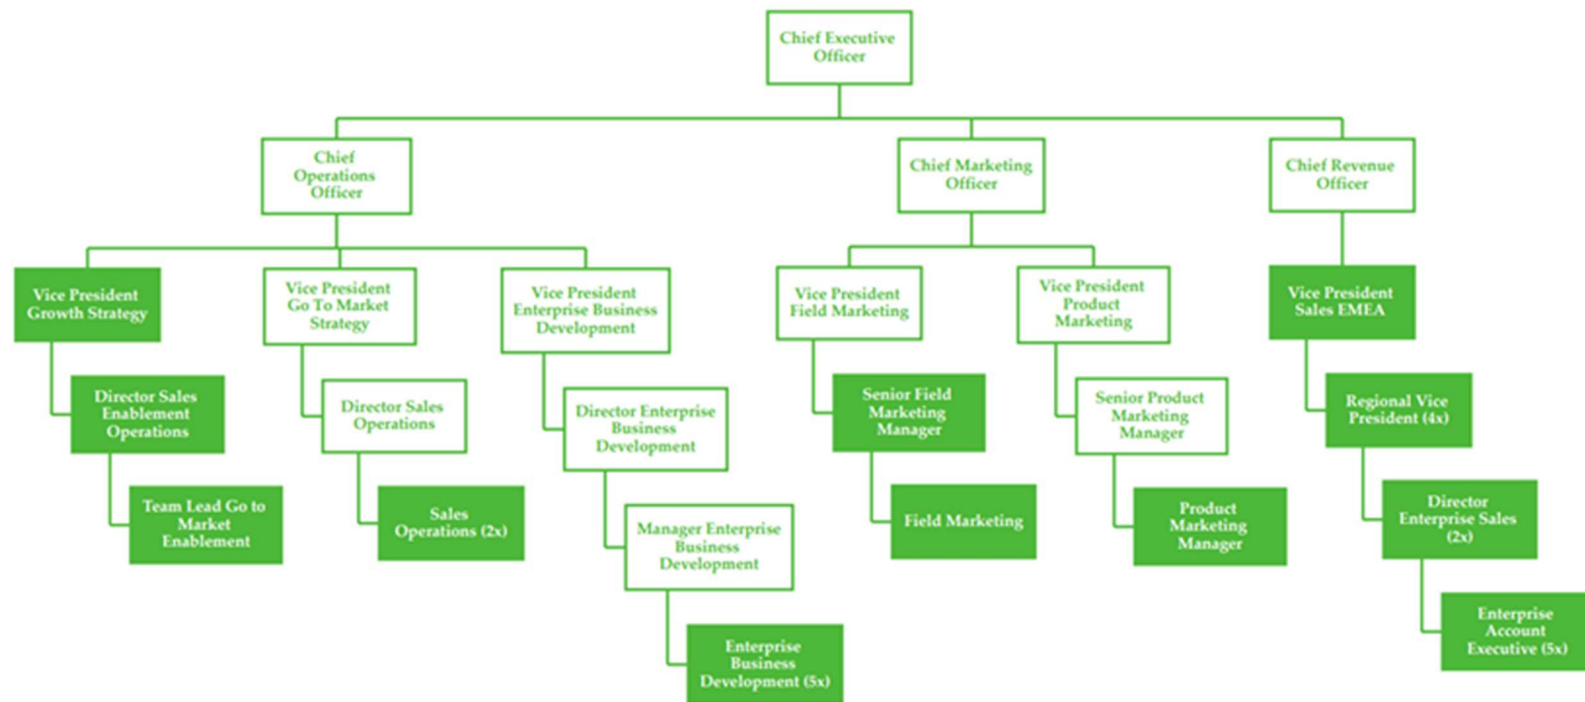 Chief Executive
Officer
Chief
Operations
Officer
Chief Marketing
Officer
Chief Revenue
Officer
Vice President
Growth Strategy
Vice President
Go To Market
Strategy
Vice President
Enterprise Business
Development
Vice President
Field Marketing
Vice President
Product
Marketing
Vice President
Sales EMEA
Director Sales
Enablement
Operations
Director Sales
Operations
Director Enterprise
Business
Development
Senior Field
Marketing
Manager
Senior Product
Marketing
Manager
Regional Vice
President (4x)
Team Lead Go to
Market
Enablement
Sales
Operations (2x)
Manager Enterprise
Business
Development
Field Marketing
Product
Marketing
Manager
Director
Enterprise Sales
(2x)
Enterprise
Business
Development (5x)
Enterprise
Account
Executive (5x)